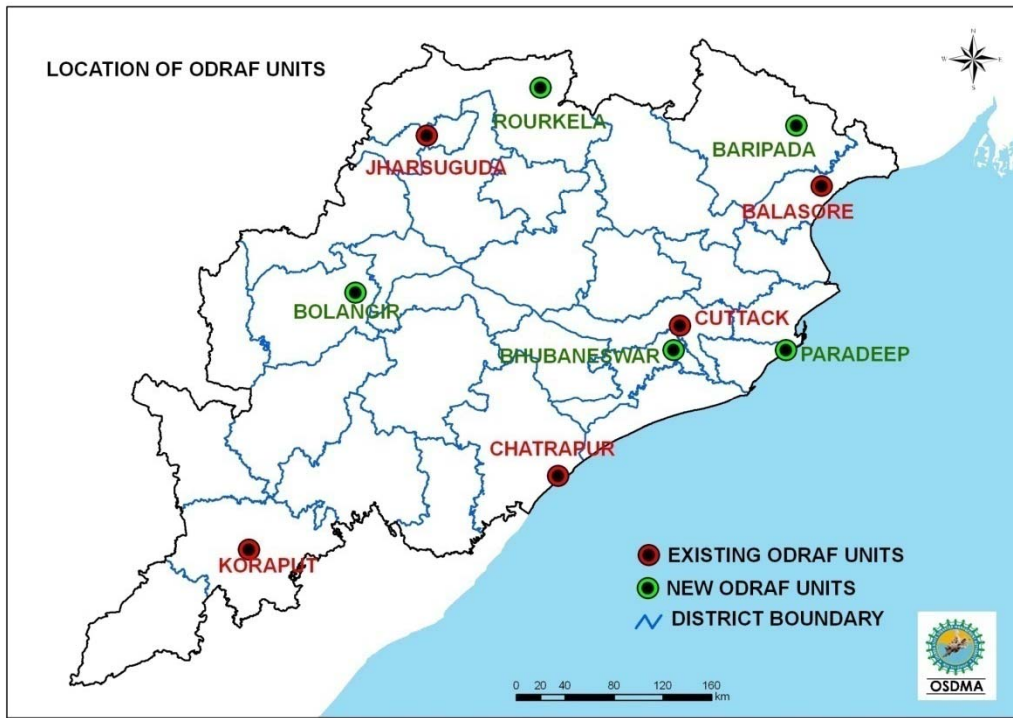 LOCATION OF ODRAF UNITS
N
W
E
S
ROURKELA
BARIPADA
JHARSUGUDA
BALASORE
BOLANGIR
CUTTACK
BHUBANESWAR
PARADEEP
CHATRAPUR
KORAPUT
EXISTING ODRAF UNITS
NEW ODRAF UNITS
DISTRICT BOUNDARY
0 20 40 80 120 160
km
OSDMA